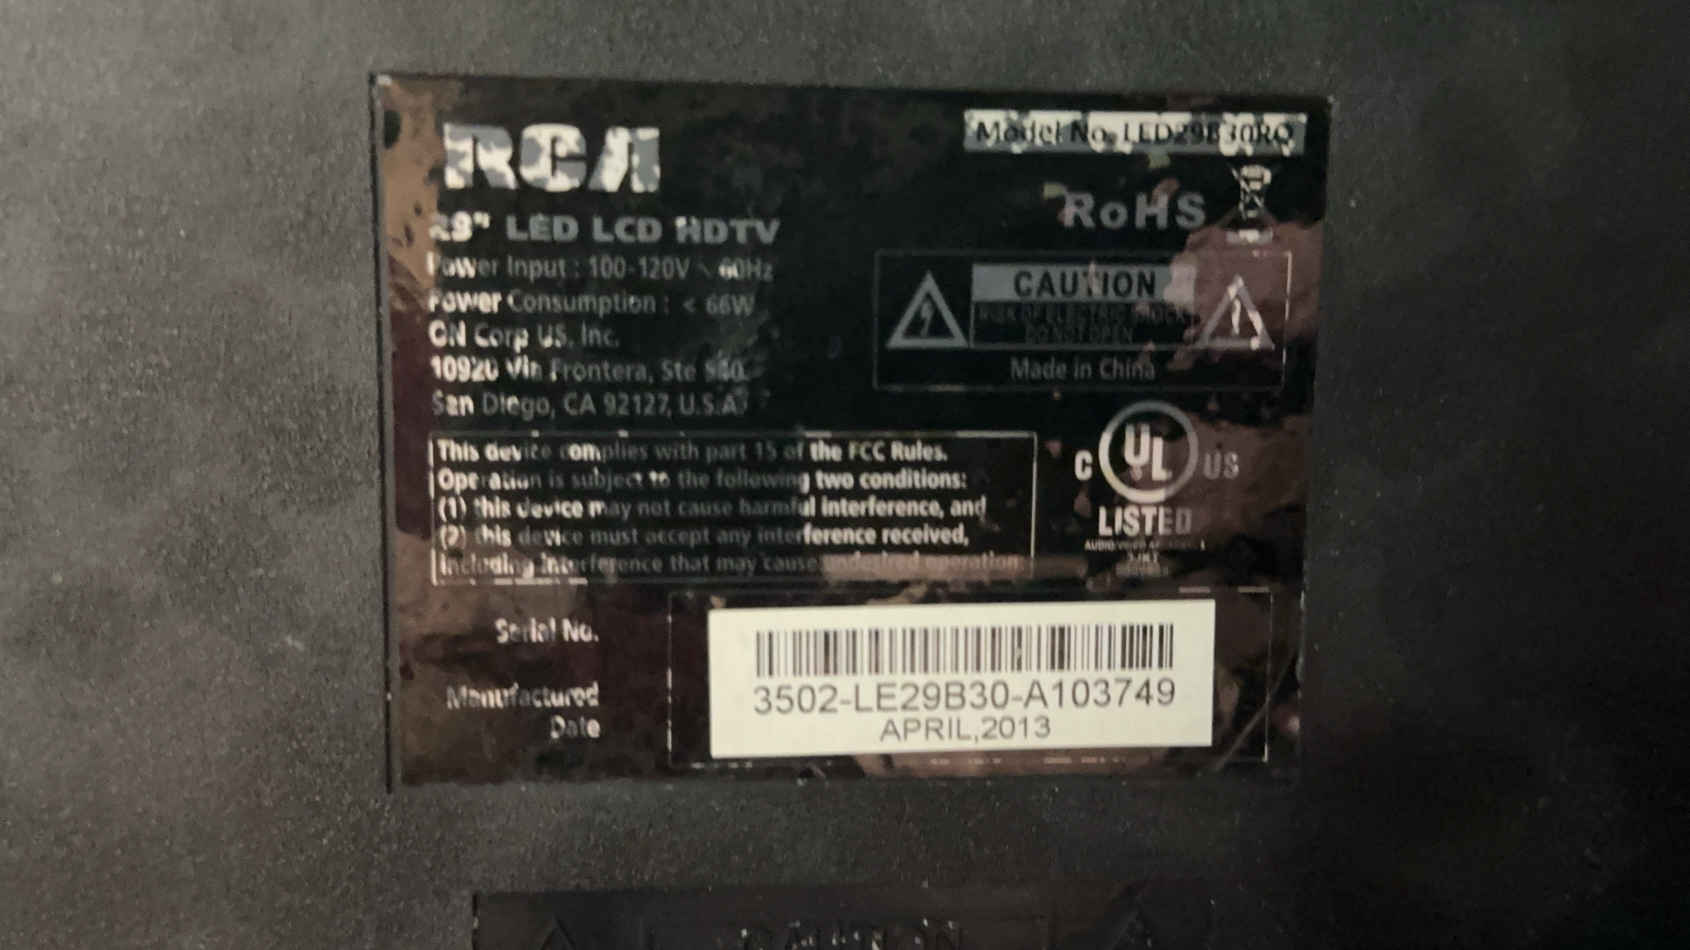 RCA
Model No. LED29B30RQ
29" LED LCD HDTV
RoHS
Power Input : 100-120V ~ 60Hz
Power Consumption : < 66W
ON Corp US, Inc.
10920 Via Frontera, Ste 940
San Diego, CA 92127, U.S.A
CAUTION
RISK OF ELECTRIC SHOCK
DO NOT OPEN
Made in China
This device complies with part 15 of the FCC Rules.
Operation is subject to the following two conditions:
(1) this device may not cause harmful interference, and
(2) this device must accept any interference received,
including interference that may cause undesired operation
C UL US
LISTED
Serial No.
Manufactured
Date
3502-LE29B30-A103749
APRIL,2013
CAUTION